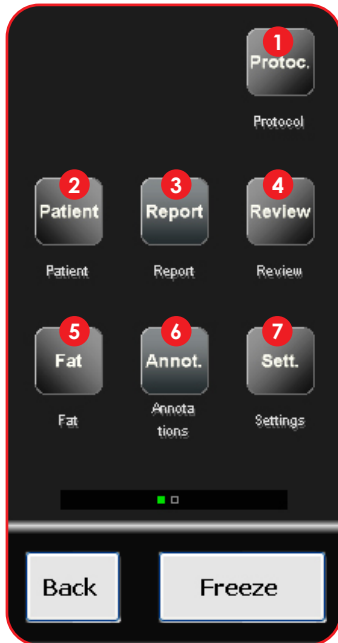 1
Protoc.
Protocol
2 3 4
Patient Report Review
Patient Report Review
5 6 7
Fat Annot. Sett.
Fat Annota Settings
tions
Back Freeze